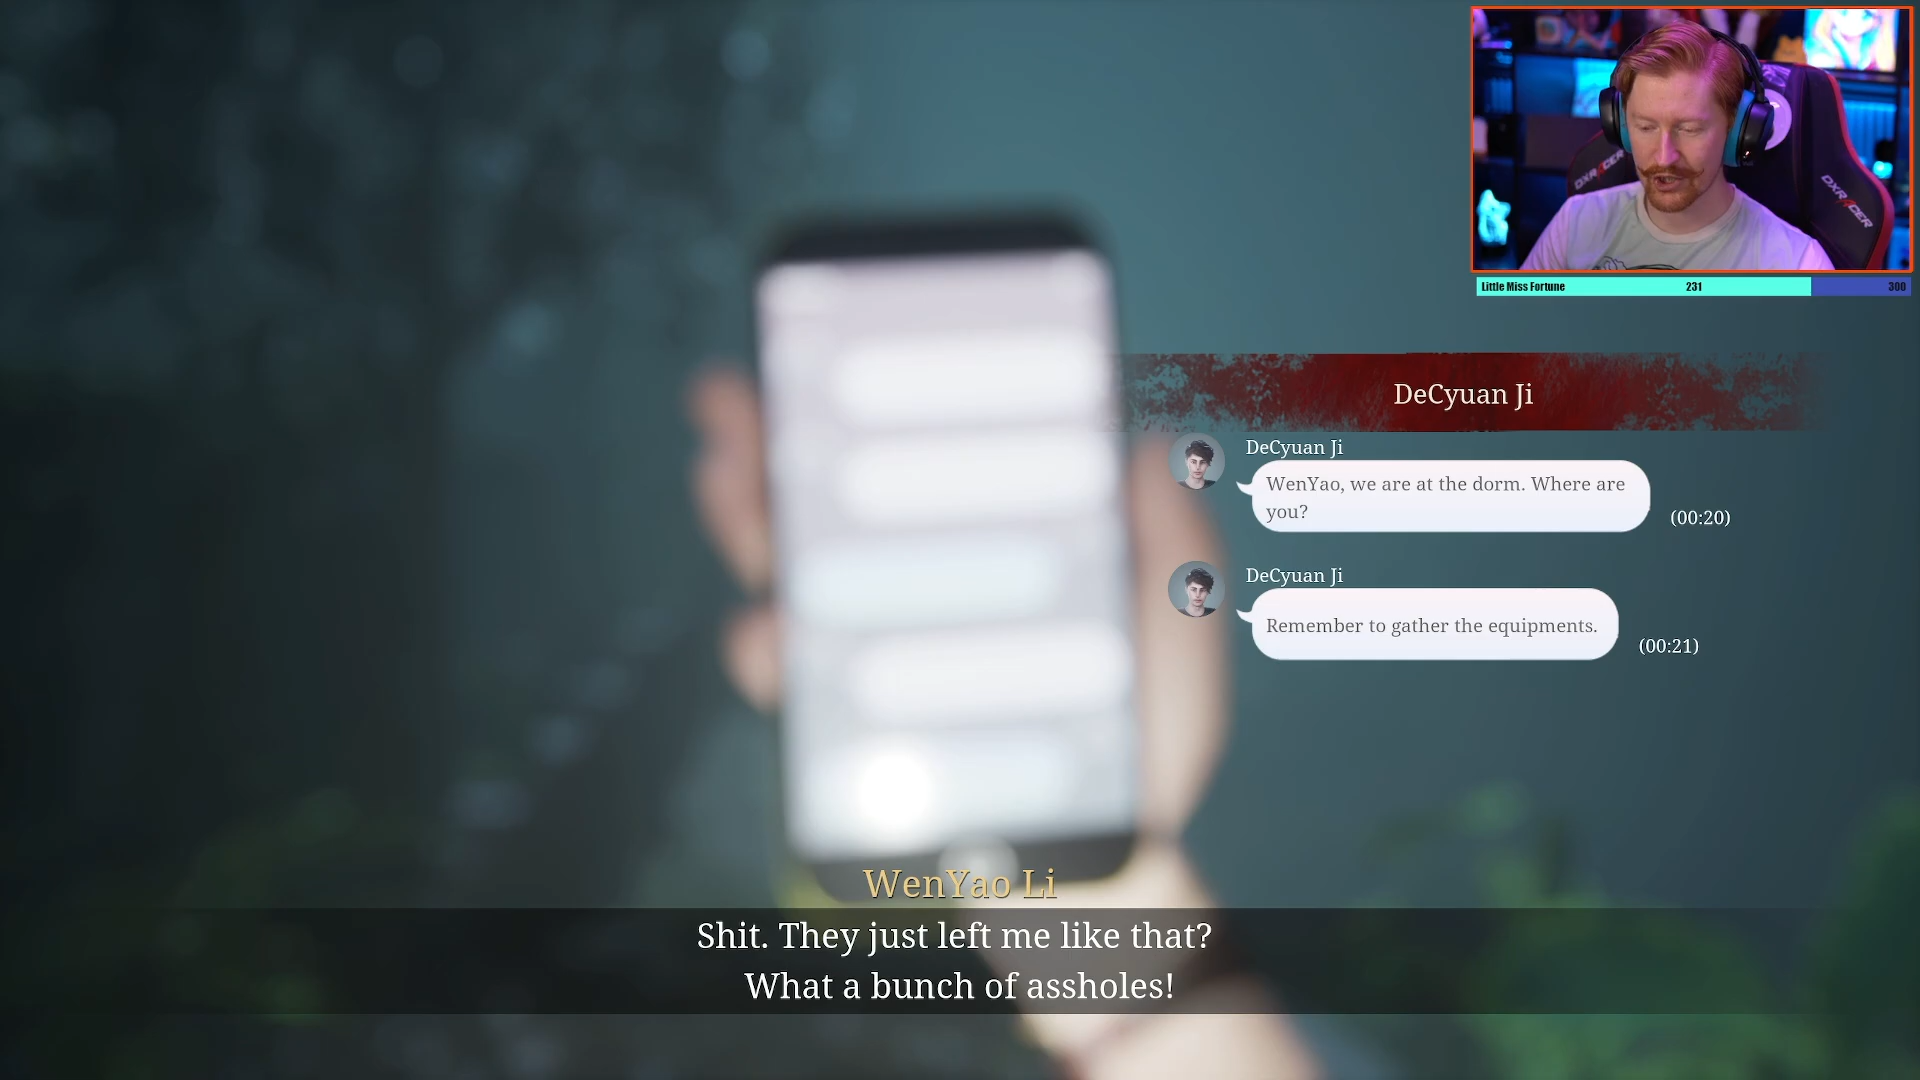 DXRACER
DXRACER
Little Miss Fortune 231 300
DeCyuan Ji
DeCyuan Ji
WenYao, we are at the dorm. Where are
you?
(00:20)
DeCyuan Ji
Remember to gather the equipments.
(00:21)
WenYao Li
Shit. They just left me like that?
What a bunch of assholes!